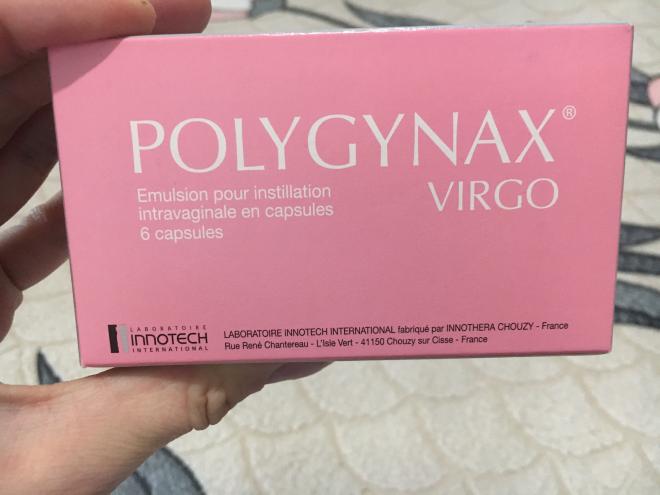 POLYGYNAX®
VIRGO
Emulsion pour instillation
intravaginale en capsules
6 capsules
LABORATOIRE
INNOTECH
INTERNATIONAL
LABORATOIRE INNOTECH INTERNATIONAL fabriqué par INNOTHERA CHOUZY - France
Rue René Chantereau - L'Isle Vert - 41150 Chouzy sur Cisse - France